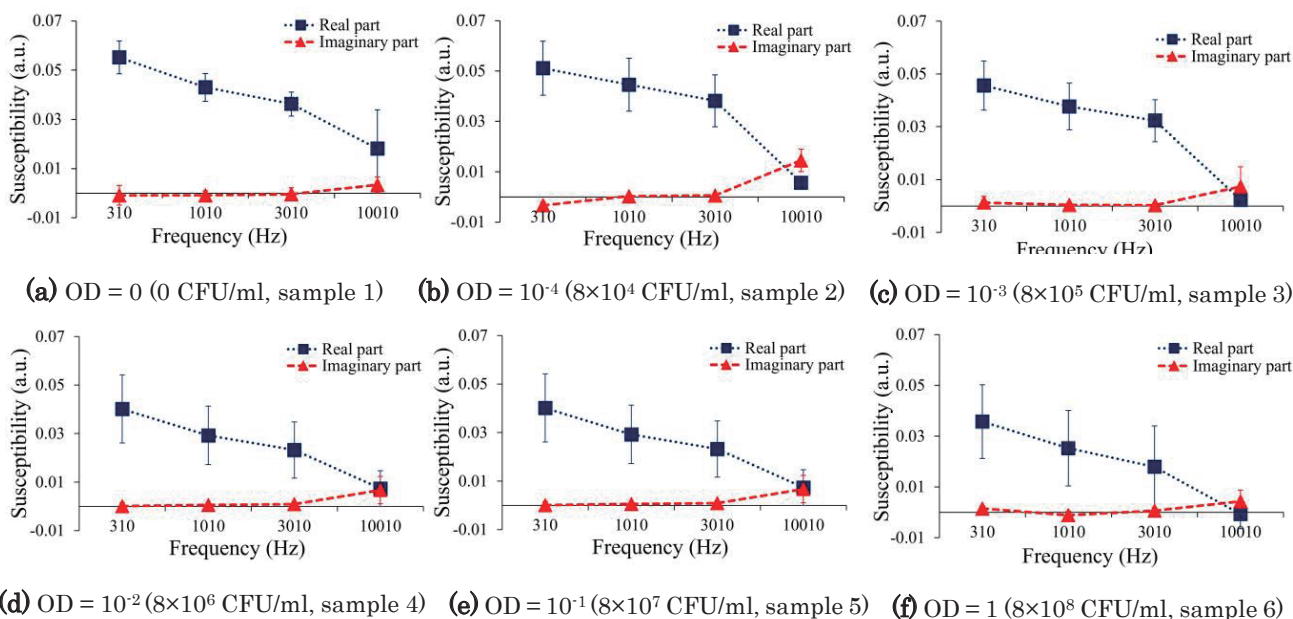 Real part
Imaginary part
0.07
0.05
0.03
0.01
-0.01
Susceptibility (a.u.)
310 1010 3010 10010
Frequency (Hz)
(a) OD = 0 (0 CFU/ml, sample 1)
Real part
Imaginary part
0.07
0.05
0.03
0.01
-0.01
Susceptibility (a.u.)
310 1010 3010 10010
Frequency (Hz)
(b) OD = 10⁻⁴ (8×10⁴ CFU/ml, sample 2)
Real part
Imaginary part
0.07
0.05
0.03
0.01
-0.01
Susceptibility (a.u.)
310 1010 3010 10010
Frequency (Hz)
(c) OD = 10⁻³ (8×10⁵ CFU/ml, sample 3)
Real part
Imaginary part
0.07
0.05
0.03
0.01
-0.01
Susceptibility (a.u.)
310 1010 3010 10010
Frequency (Hz)
(d) OD = 10⁻² (8×10⁶ CFU/ml, sample 4)
Real part
Imaginary part
0.07
0.05
0.03
0.01
-0.01
Susceptibility (a.u.)
310 1010 3010 10010
Frequency (Hz)
(e) OD = 10⁻¹ (8×10⁷ CFU/ml, sample 5)
Real part
Imaginary part
0.07
0.05
0.03
0.01
-0.01
Susceptibility (a.u.)
310 1010 3010 10010
Frequency (Hz)
(f) OD = 1 (8×10⁸ CFU/ml, sample 6)